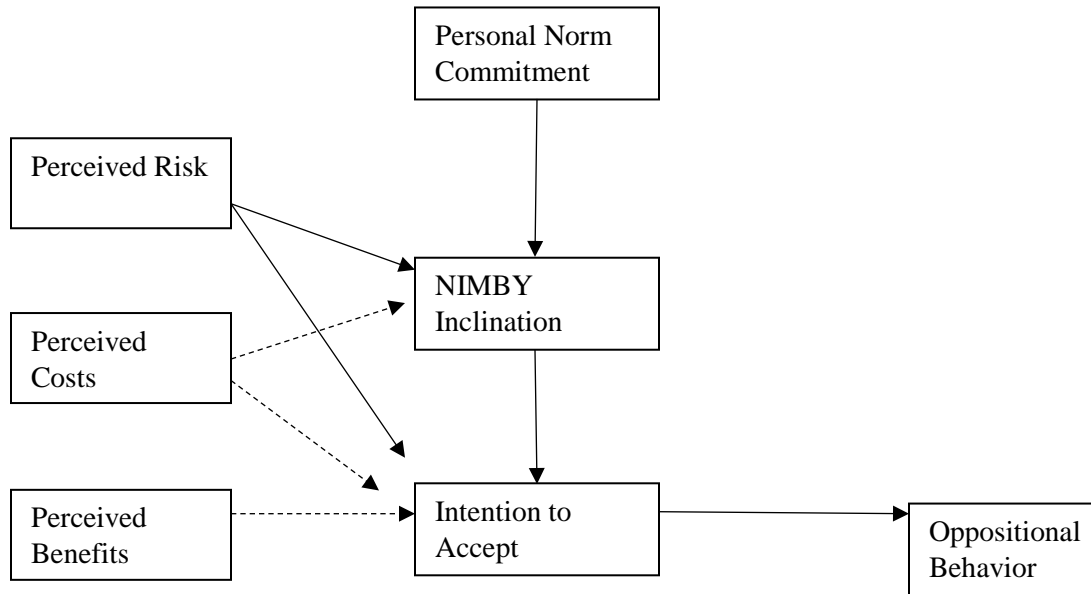 Personal Norm
Commitment
Perceived Risk
NIMBY
Inclination
Perceived
Costs
Perceived
Benefits
Intention to
Accept
Oppositional
Behavior